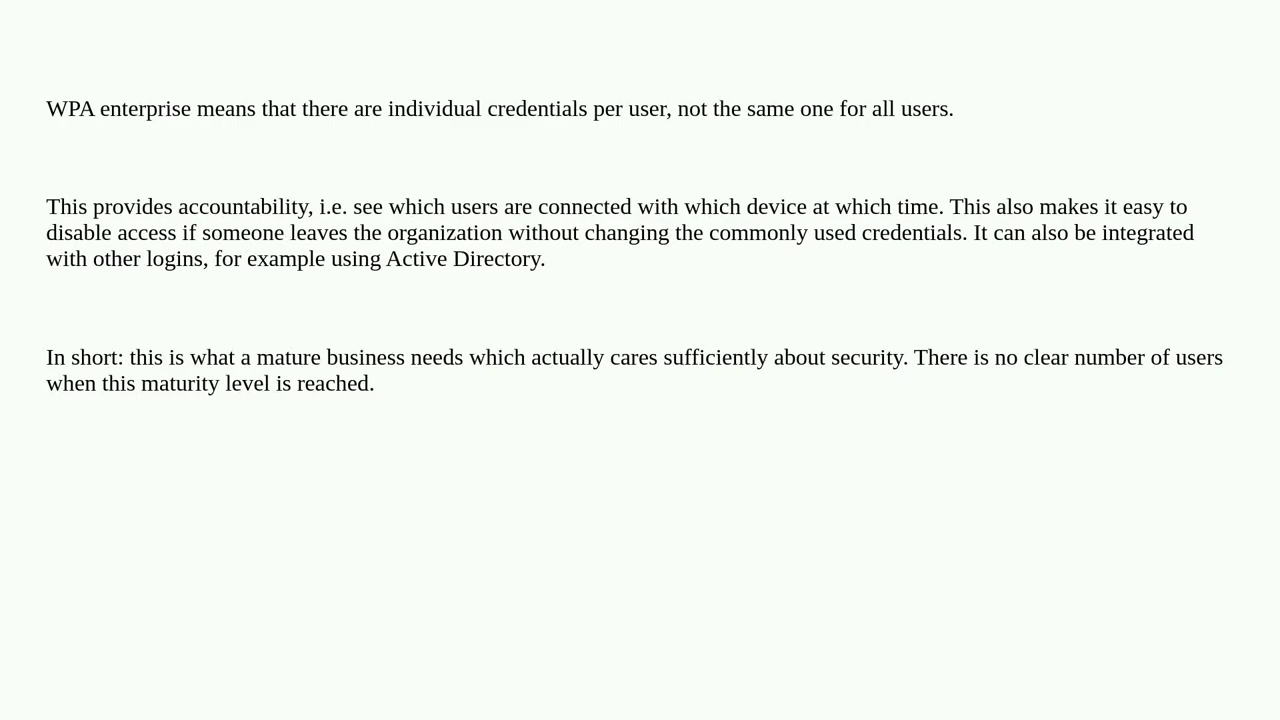 WPA enterprise means that there are individual credentials per user, not the same one for all users.
This provides accountability, i.e. see which users are connected with which device at which time. This also makes it easy to
disable access if someone leaves the organization without changing the commonly used credentials. It can also be integrated
with other logins, for example using Active Directory.
In short: this is what a mature business needs which actually cares sufficiently about security. There is no clear number of users
when this maturity level is reached.